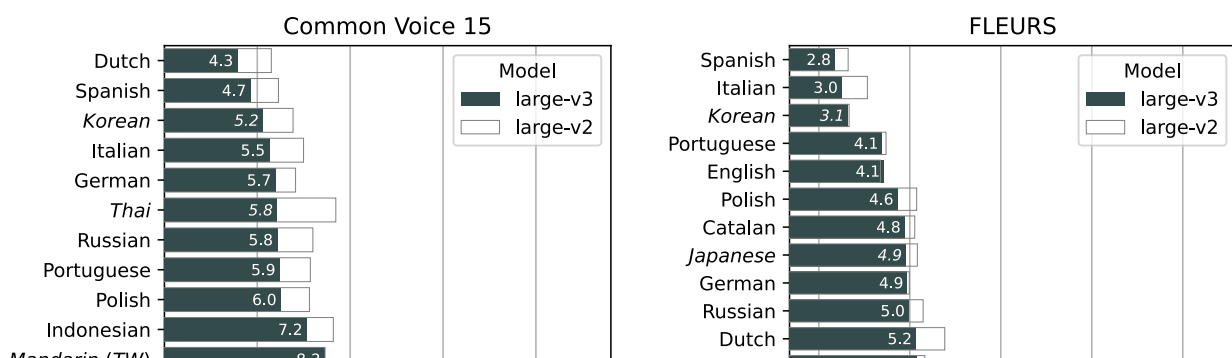 Common Voice 15
Dutch 4.3
Spanish 4.7
Korean 5.2
Italian 5.5
German 5.7
Thai 5.8
Russian 5.8
Portuguese 5.9
Polish 6.0
Indonesian 7.2
Mandarin (TW)
Model
large-v3
large-v2
FLEURS
Spanish 2.8
Italian 3.0
Korean 3.1
Portuguese 4.1
English 4.1
Polish 4.6
Catalan 4.8
Japanese 4.9
German 4.9
Russian 5.0
Dutch 5.2
Model
large-v3
large-v2